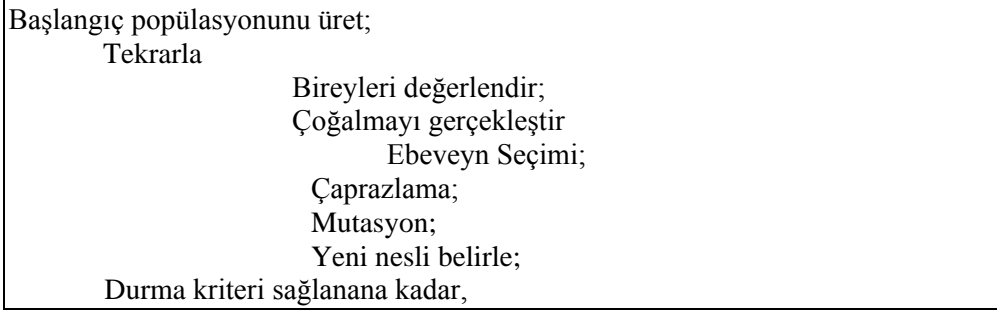 Başlangıç popülasyonunu üret;
Tekrarla
Bireyleri değerlendir;
Çoğalmayı gerçekleştir
Ebeveyn Seçimi;
Çaprazlama;
Mutasyon;
Yeni nesli belirle;
Durma kriteri sağlanana kadar,